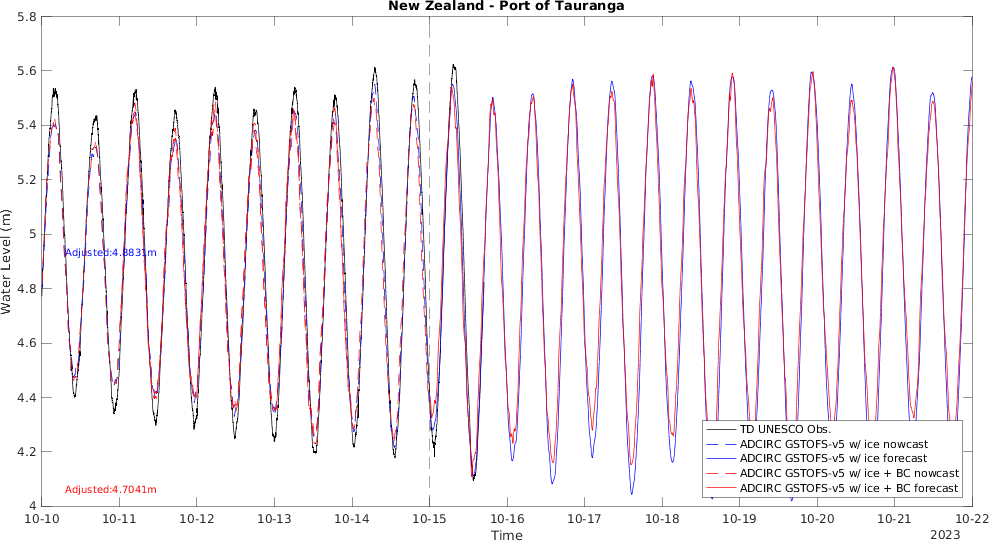 New Zealand - Port of Tauranga
5.8
5.6
5.4
5.2
5
4.8
4.6
4.4
4.2
4
Water Level (m)
Adjusted:4.8831m
Adjusted:4.7041m
TD UNESCO Obs.
ADCIRC GSTOFS-v5 w/ ice nowcast
ADCIRC GSTOFS-v5 w/ ice forecast
ADCIRC GSTOFS-v5 w/ ice + BC nowcast
ADCIRC GSTOFS-v5 w/ ice + BC forecast
10-10 10-11 10-12 10-13 10-14 10-15 10-16 10-17 10-18 10-19 10-20 10-21 10-22
Time
2023